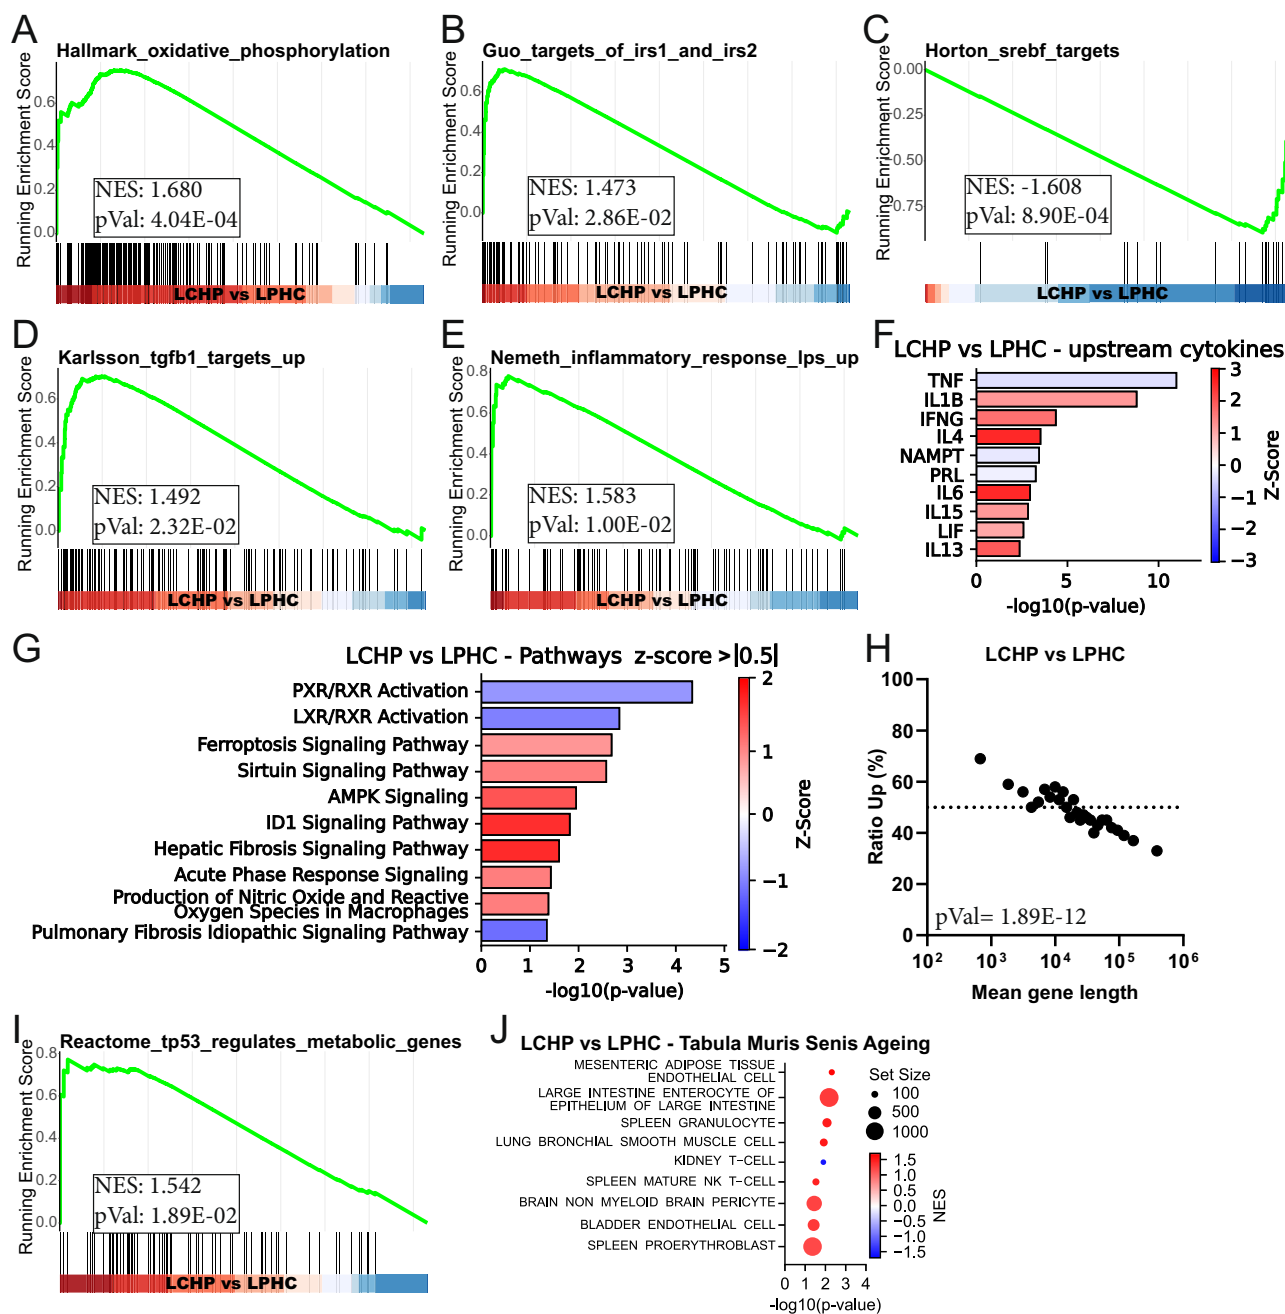 A
Hallmark_oxidative_phosphorylation
Running Enrichment Score
0.6
0.4
0.2
0.0
NES: 1.680
pVal: 4.04E-04
LCHP vs LPHC
B
Guo_targets_of_irs1_and_irs2
Running Enrichment Score
0.6
0.4
0.2
0.0
NES: 1.473
pVal: 2.86E-02
LCHP vs LPHC
C
Horton_srebf_targets
Running Enrichment Score
0.00
-0.25
-0.50
-0.75
NES: -1.608
pVal: 8.90E-04
LCHP vs LPHC
D
Karlsson_tgfb1_targets_up
Running Enrichment Score
0.6
0.4
0.2
0.0
NES: 1.492
pVal: 2.32E-02
LCHP vs LPHC
E
Nemeth_inflammatory_response_lps_up
Running Enrichment Score
0.8
0.6
0.4
0.2
0.0
NES: 1.583
pVal: 1.00E-02
LCHP vs LPHC
F
LCHP vs LPHC - upstream cytokines
TNF
IL1B
IFNG
IL4
NAMPT
PRL
IL6
IL15
LIF
IL13
0 5 10
-log10(p-value)
3
2
1
0
−1
−2
−3
Z-Score
G
LCHP vs LPHC - Pathways z-score >|0.5|
PXR/RXR Activation
LXR/RXR Activation
Ferroptosis Signaling Pathway
Sirtuin Signaling Pathway
AMPK Signaling
ID1 Signaling Pathway
Hepatic Fibrosis Signaling Pathway
Acute Phase Response Signaling
Production of Nitric Oxide and Reactive
Oxygen Species in Macrophages
Pulmonary Fibrosis Idiopathic Signaling Pathway
0 1 2 3 4 5
-log10(p-value)
2
1
0
−1
−2
Z-Score
H
LCHP vs LPHC
Ratio Up (%)
100
80
60
40
20
0
pVal= 1.89E-12
10² 10³ 10⁴ 10⁵ 10⁶
Mean gene length
I
Reactome_tp53_regulates_metabolic_genes
Running Enrichment Score
0.8
0.6
0.4
0.2
0.0
NES: 1.542
pVal: 1.89E-02
LCHP vs LPHC
J
LCHP vs LPHC - Tabula Muris Senis Ageing
MESENTERIC ADIPOSE TISSUE
ENDOTHELIAL CELL
LARGE INTESTINE ENTEROCYTE OF
EPITHELIUM OF LARGE INTESTINE
SPLEEN GRANULOCYTE
LUNG BRONCHIAL SMOOTH MUSCLE CELL
KIDNEY T−CELL
SPLEEN MATURE NK T−CELL
BRAIN NON MYELOID BRAIN PERICYTE
BLADDER ENDOTHELIAL CELL
SPLEEN PROERYTHROBLAST
0 1 2 3 4
-log10(p−value)
Set Size
100
500
1000
1.5
1.0
0.5
0.0
−0.5
−1.0
−1.5
NES